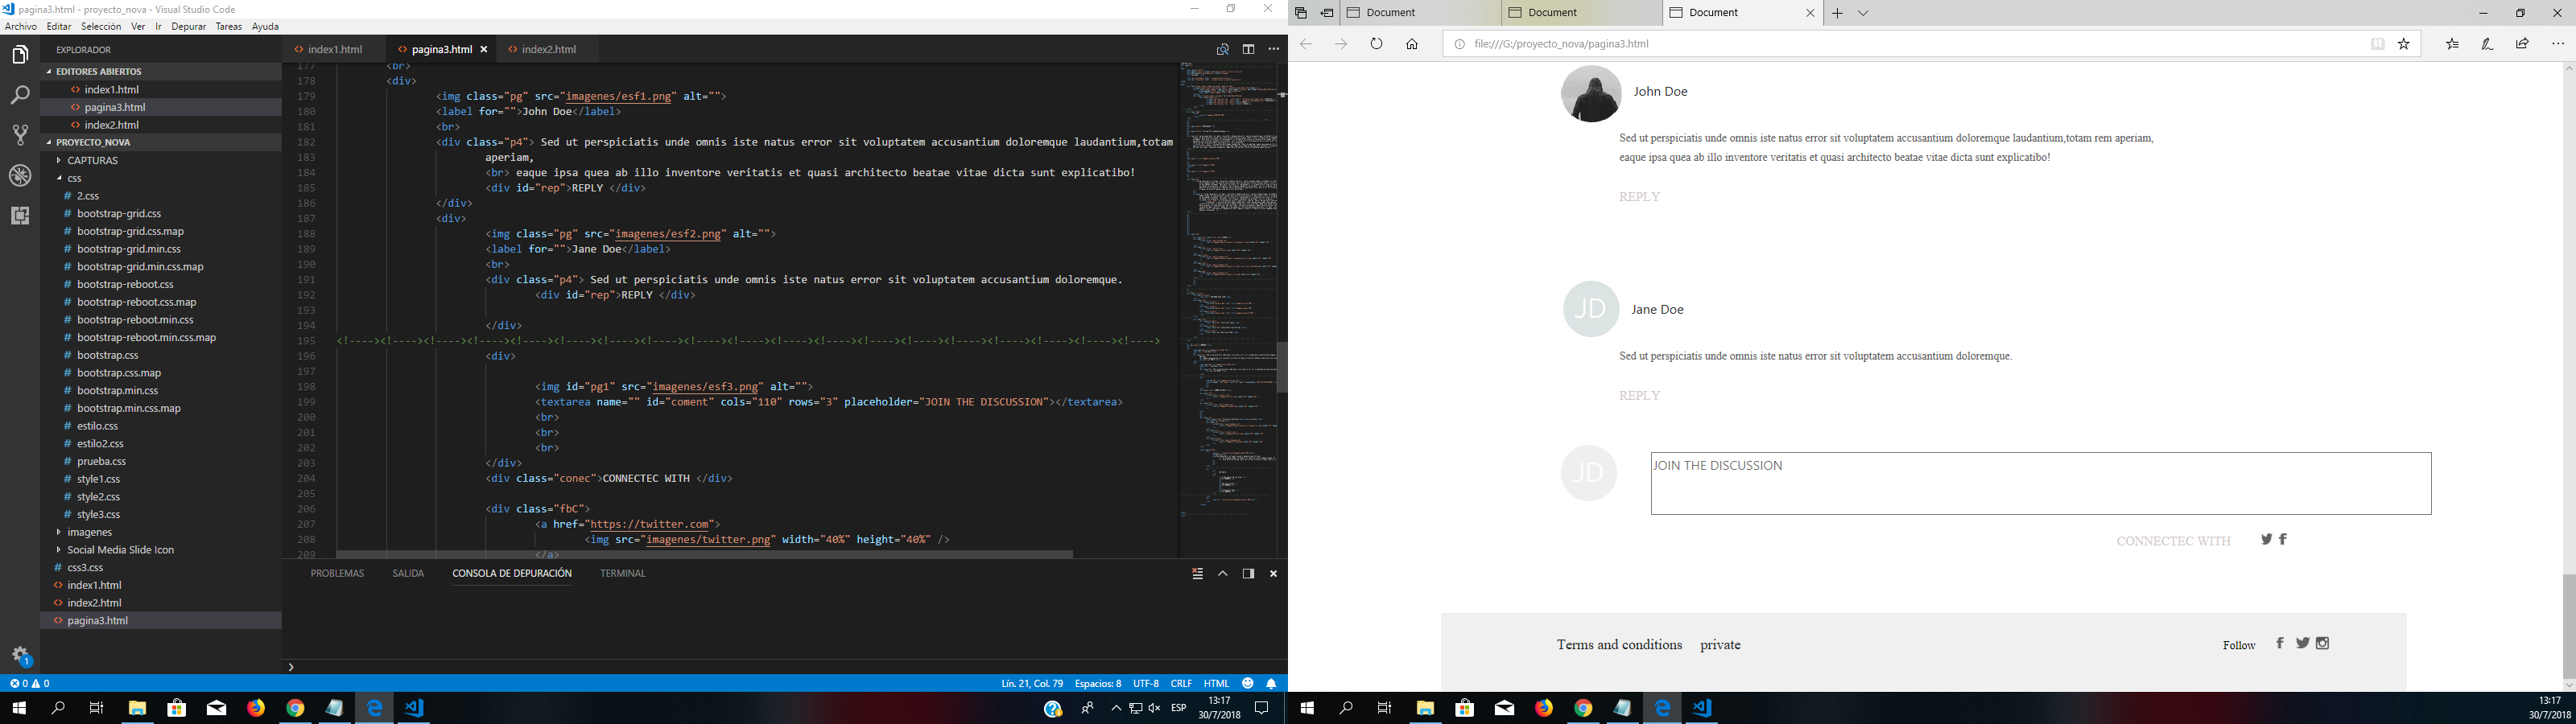 pagina3.html - proyecto_nova - Visual Studio Code
Archivo Editar Selección Ver Ir Depurar Tareas Ayuda
EXPLORADOR
EDITORES ABIERTOS
index1.html
pagina3.html
index2.html
PROYECTO_NOVA
CAPTURAS
css
2.css
bootstrap-grid.css
bootstrap-grid.css.map
bootstrap-grid.min.css
bootstrap-grid.min.css.map
bootstrap-reboot.css
bootstrap-reboot.css.map
bootstrap-reboot.min.css
bootstrap-reboot.min.css.map
bootstrap.css
bootstrap.css.map
bootstrap.min.css
bootstrap.min.css.map
estilo.css
estilo2.css
prueba.css
style1.css
style2.css
style3.css
imagenes
Social Media Slide Icon
css3.css
index1.html
index2.html
pagina3.html
1
index1.html pagina3.html index2.html
177 <br>
178 <div>
179 <img class="pg" src="imagenes/esf1.png" alt="">
180 <label for="">John Doe</label>
181 <br>
182 <div class="p4"> Sed ut perspiciatis unde omnis iste natus error sit voluptatem accusantium doloremque laudantium,totam
183 aperiam,
184 <br> eaque ipsa quea ab illo inventore veritatis et quasi architecto beatae vitae dicta sunt explicatibo!
185 <div id="rep">REPLY </div>
186 </div>
187 <div>
188 <img class="pg" src="imagenes/esf2.png" alt="">
189 <label for="">Jane Doe</label>
190 <br>
191 <div class="p4"> Sed ut perspiciatis unde omnis iste natus error sit voluptatem accusantium doloremque.
192 <div id="rep">REPLY </div>
193
194 </div>
195 <!----><!----><!----><!----><!----><!----><!----><!----><!----><!----><!----><!----><!----><!----><!----><!----><!----><!----><!---->
196 <div>
197
198 <img id="pg1" src="imagenes/esf3.png" alt="">
199 <textarea name="" id="coment" cols="110" rows="3" placeholder="JOIN THE DISCUSSION"></textarea>
200 <br>
201 <br>
202 <br>
203 </div>
204 <div class="conec">CONNECTEC WITH </div>
205
206 <div class="fbC">
207 <a href="https://twitter.com">
208 <img src="imagenes/twitter.png" width="40%" height="40%" />
209 </a>
PROBLEMAS SALIDA CONSOLA DE DEPURACIÓN TERMINAL
0 0 Lín. 21, Col. 79 Espacios: 8 UTF-8 CRLF HTML
ESP 13:17
30/7/2018
Document Document Document
file:///G:/proyecto_nova/pagina3.html
John Doe
Sed ut perspiciatis unde omnis iste natus error sit voluptatem accusantium doloremque laudantium,totam rem aperiam,
eaque ipsa quea ab illo inventore veritatis et quasi architecto beatae vitae dicta sunt explicatibo!
REPLY
JD Jane Doe
Sed ut perspiciatis unde omnis iste natus error sit voluptatem accusantium doloremque.
REPLY
JD JOIN THE DISCUSSION
CONNECTEC WITH
Terms and conditions private Follow
13:17
30/7/2018